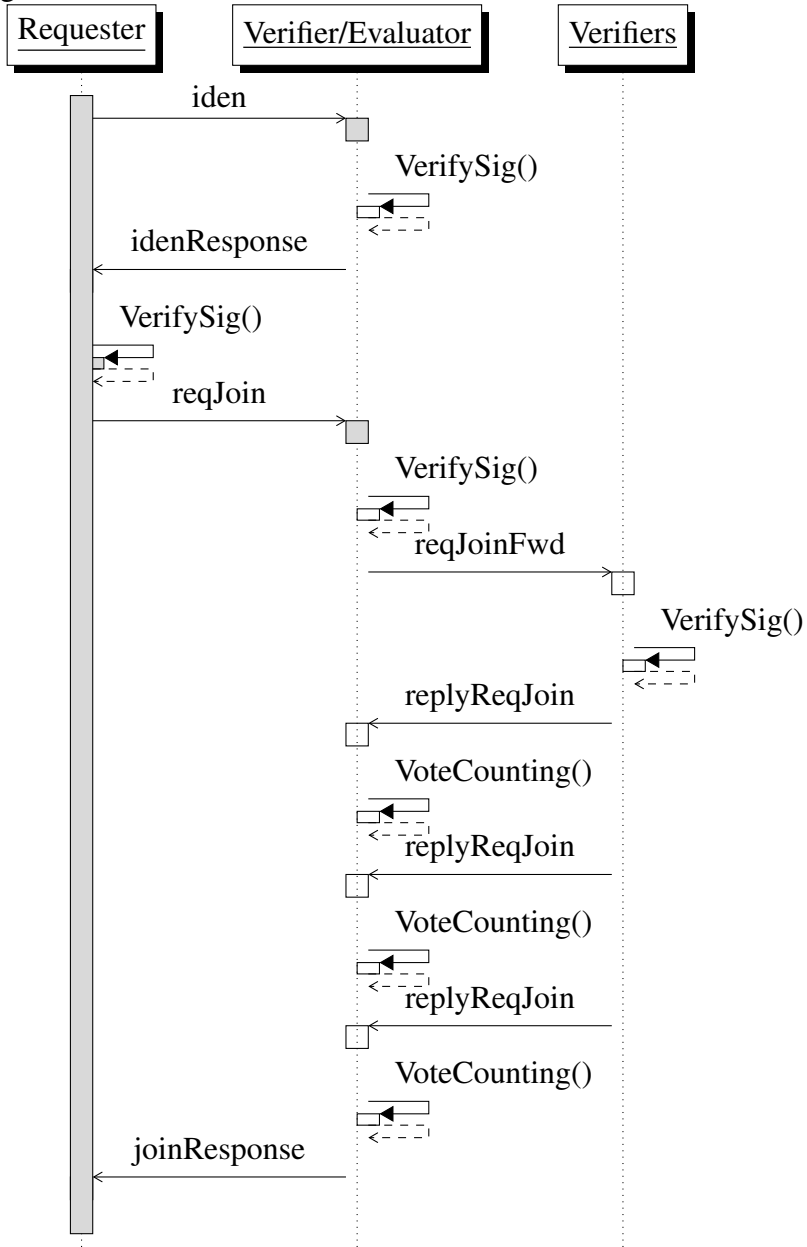 Requester
Verifier/Evaluator
Verifiers
iden
VerifySig()
idenResponse
VerifySig()
reqJoin
VerifySig()
reqJoinFwd
VerifySig()
replyReqJoin
VoteCounting()
replyReqJoin
VoteCounting()
replyReqJoin
VoteCounting()
joinResponse